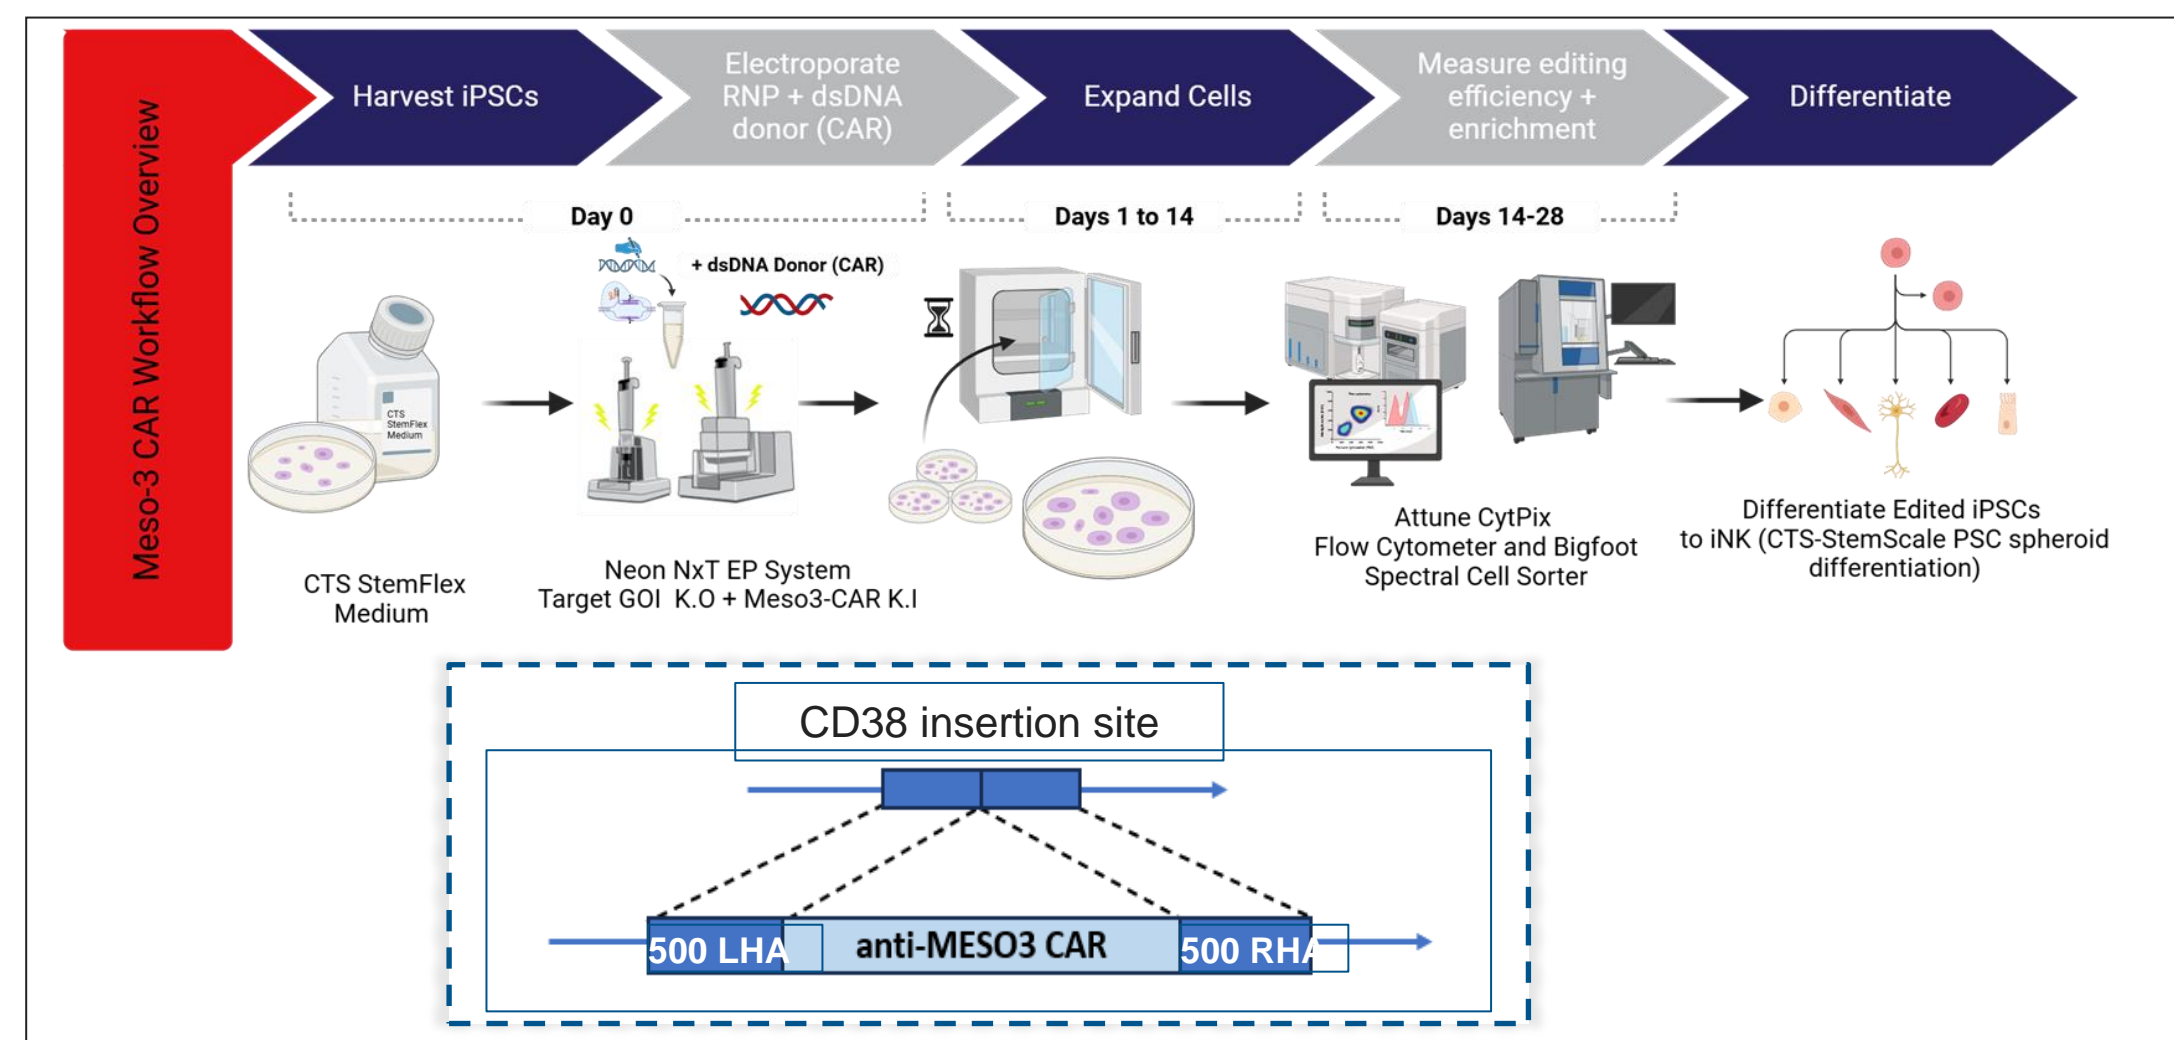 Meso-3 CAR Workflow Overview
Harvest iPSCs
Electroporate
RNP + dsDNA
donor (CAR)
Expand Cells
Measure editing
efficiency +
enrichment
Differentiate
Day 0
Days 1 to 14
Days 14-28
+ dsDNA Donor (CAR)
CTS
StemFlex
Medium
CTS StemFlex
Medium
Neon NxT EP System
Target GOI K.O + Meso3-CAR K.I
Attune CytPix
Flow Cytometer and Bigfoot
Spectral Cell Sorter
Differentiate Edited iPSCs
to iNK (CTS-StemScale PSC spheroid
differentiation)
CD38 insertion site
500 LHA
anti-MESO3 CAR
500 RHA